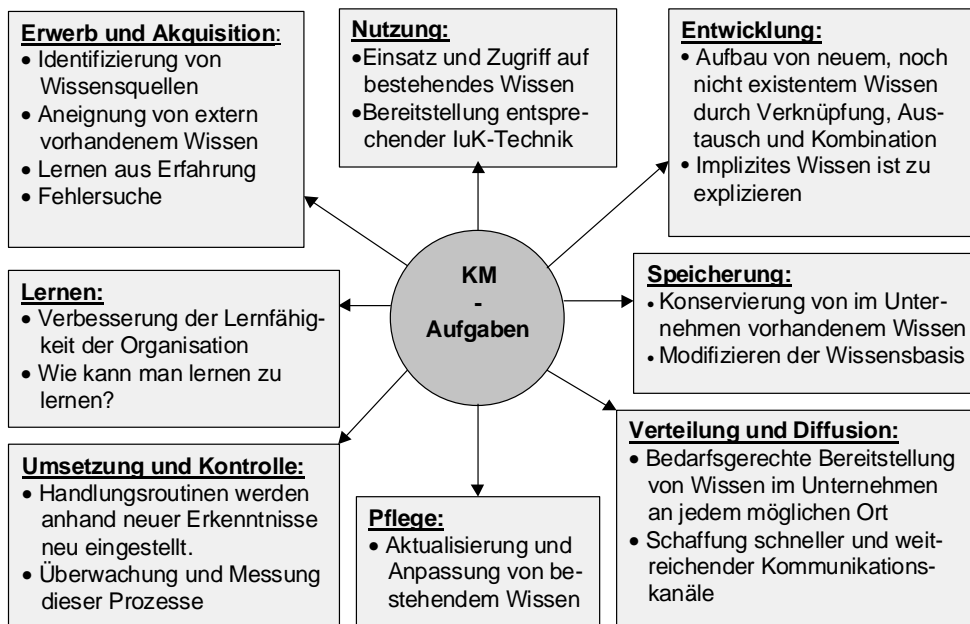 Erwerb und Akquisition:
• Identifizierung von
Wissensquellen
• Aneignung von extern
vorhandenem Wissen
• Lernen aus Erfahrung
• Fehlersuche
Nutzung:
•Einsatz und Zugriff auf
bestehendes Wissen
•Bereitstellung entspre-
chender IuK-Technik
Entwicklung:
• Aufbau von neuem, noch
nicht existentem Wissen
durch Verknüpfung, Aus-
tausch und Kombination
• Implizites Wissen ist zu
explizieren
KM
-
Aufgaben
Lernen:
• Verbesserung der Lernfähig-
keit der Organisation
• Wie kann man lernen zu
lernen?
Speicherung:
• Konservierung von im Unter-
nehmen vorhandenem Wissen
• Modifizieren der Wissensbasis
Umsetzung und Kontrolle:
• Handlungsroutinen werden
anhand neuer Erkenntnisse
neu eingestellt.
• Überwachung und Messung
dieser Prozesse
Pflege:
• Aktualisierung und
Anpassung von be-
stehendem Wissen
Verteilung und Diffusion:
• Bedarfsgerechte Bereitstellung
von Wissen im Unternehmen
an jedem möglichen Ort
• Schaffung schneller und weit-
reichender Kommunikations-
kanäle